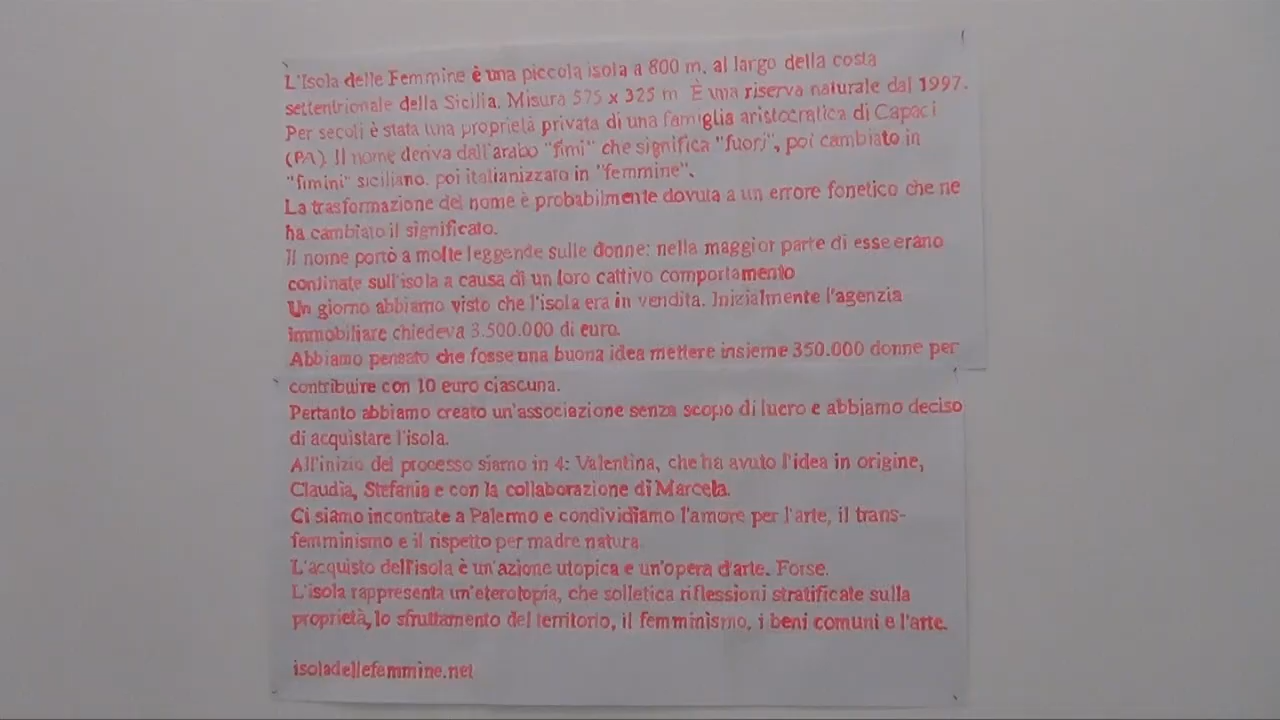 L'Isola delle Femmine è una piccola isola a 800 m. al largo della costa
settentrionale della Sicilia. Misura 575 x 325 m È una riserva naturale dal 1997.
Per secoli è stata una proprietà privata di una famiglia aristocratica di Capaci
(PA). Il nome deriva dall'arabo "fimi" che significa "fuori", poi cambiato in
"fimini" siciliano. poi italianizzato in "femmine".
La trasformazione del nome è probabilmente dovuta a un errore fonetico che ne
ha cambiato il significato.
Il nome portò a molte leggende sulle donne: nella maggior parte di esse erano
confinate sull'isola a causa di un loro cattivo comportamento
Un giorno abbiamo visto che l'isola era in vendita. Inizialmente l'agenzia
immobiliare chiedeva 3.500.000 di euro.
Abbiamo pensato che fosse una buona idea mettere insieme 350.000 donne per
contribuire con 10 euro ciascuna.
Pertanto abbiamo creato un'associazione senza scopo di lucro e abbiamo deciso
di acquistare l'isola.
All'inizio del processo siamo in 4: Valentina, che ha avuto l'idea in origine,
Claudia, Stefania e con la collaborazione di Marcela.
Ci siamo incontrate a Palermo e condividiamo l'amore per l'arte, il trans-
femminismo e il rispetto per madre natura.
L'acquisto dell'isola è un'azione utopica e un'opera d'arte. Forse.
L'isola rappresenta un'eterotopia, che solletica riflessioni stratificate sulla
proprietà, lo sfruttamento del territorio, il femminismo, i beni comuni e l'arte.
isoladellefemmine.net